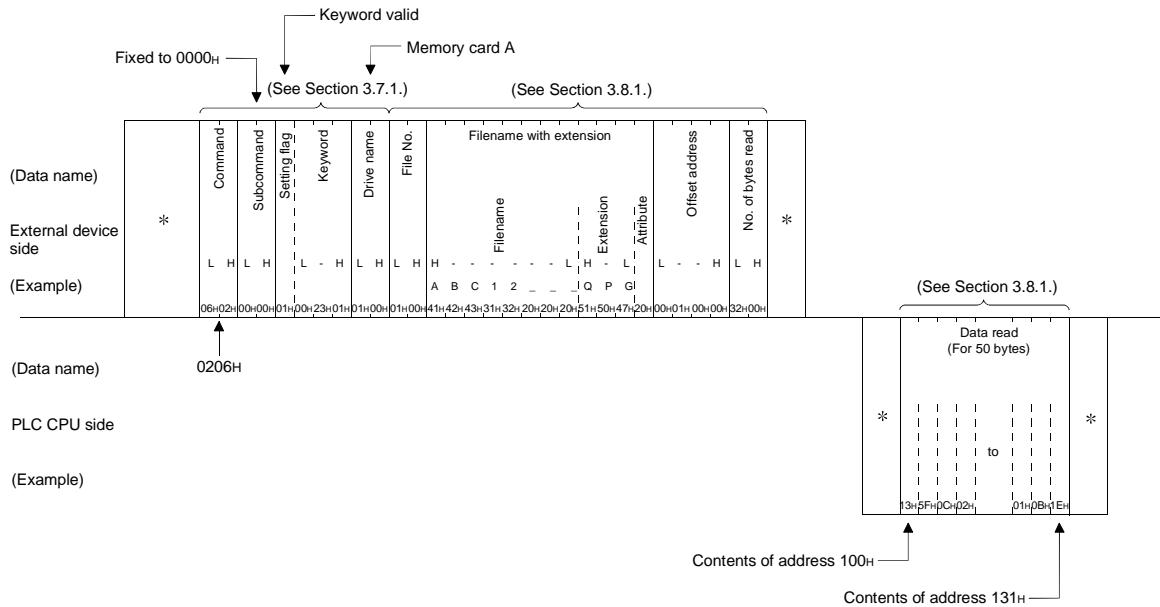 Keyword valid
Fixed to 0000H
Memory card A
(See Section 3.7.1.)
(See Section 3.8.1.)
(Data name)
External device
side
(Example)
*
Command
Subcommand
Setting flag
Keyword
Drive name
File No.
Filename with extension
Filename
Extension
Attribute
Offset address
No. of bytes read
*
L H L H L - H L H L H H - - - - - - L H - L L - - H L H
A B C 1 2 _ _ _ Q P G
06H 02H 00H 00H 01H 00H 23H 01H 01H 00H 01H 00H 41H 42H 43H 31H 32H 20H 20H 20H 51H 50H 47H 20H 00H 01H 00H 00H 32H 00H
0206H
(Data name)
PLC CPU side
(Example)
(See Section 3.8.1.)
Data read
(For 50 bytes)
*
to
*
13H 5FH 0CH 02H 01H 0BH 1EH
Contents of address 100H
Contents of address 131H